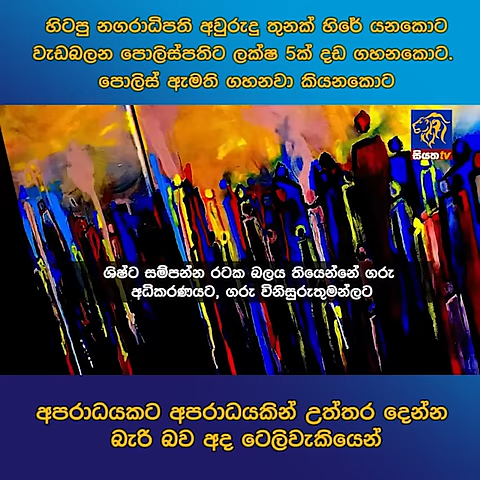 හිටපු නගරාධිපති අවුරුදු තුනක් හිරේ යනකොට
වැඩබලන පොලිස්පතිට ලක්ෂ 5ක් දඩ ගහනකොට.
පොලිස් ඇමති ගහනවා කියනකොට
සියත tv
ශිෂ්ට සම්පන්න රටක බලය තියෙන්නේ ගරු
අධිකරණයට, ගරු විනිසුරුතුමන්ලට
අපරාධයකට අපරාධයකින් උත්තර දෙන්න
බැරි බව අද ටෙලිවැකියෙන්